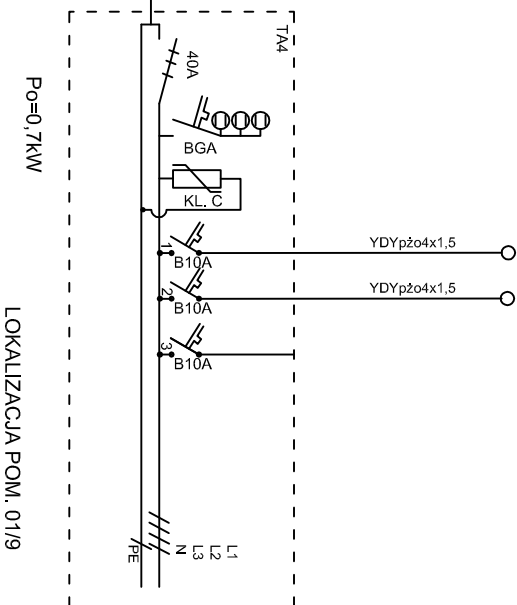 TA4
40A
BGA
KL. C
1
B10A
YDYpżo4x1,5
2
B10A
YDYpżo4x1,5
3
B10A
L1
L2
L3
N
PE
Po=0,7kW
LOKALIZACJA POM. 01/9